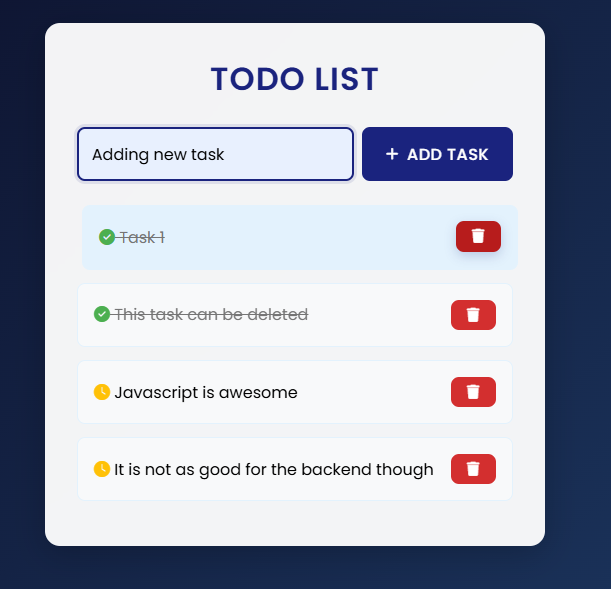 TODO LIST
Adding new task
+ ADD TASK
Task 1
This task can be deleted
Javascript is awesome
It is not as good for the backend though